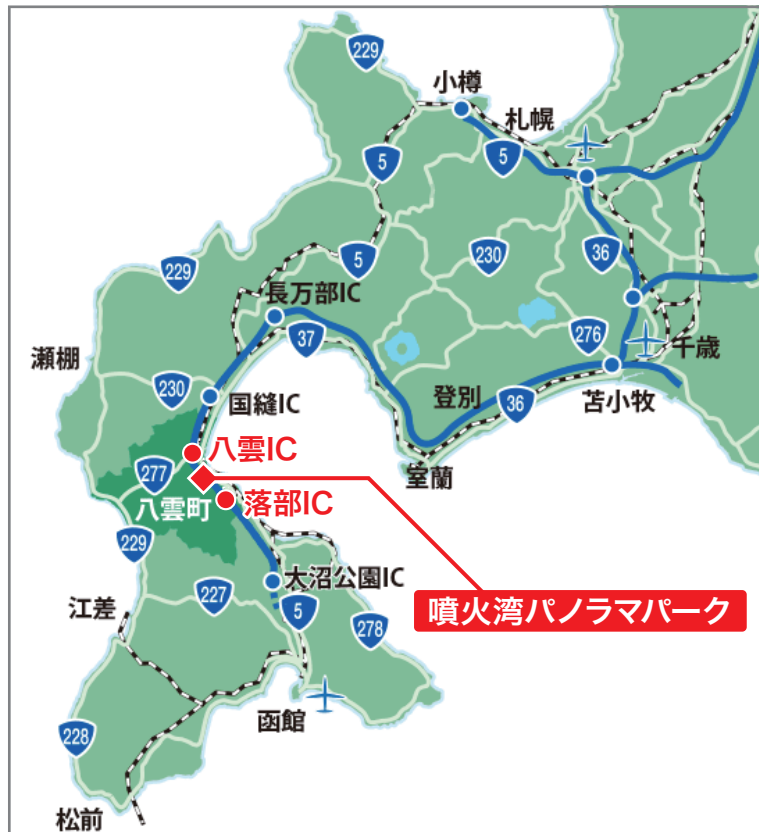 229
小樽
札幌
5
5
36
230
5
229
長万部IC
37
276
千歳
瀬棚
230
国縫IC
登別
36
苫小牧
八雲IC
室蘭
277
八雲町
落部IC
229
大沼公園IC
227
江差
5
278
噴火湾パノラマパーク
函館
228
松前